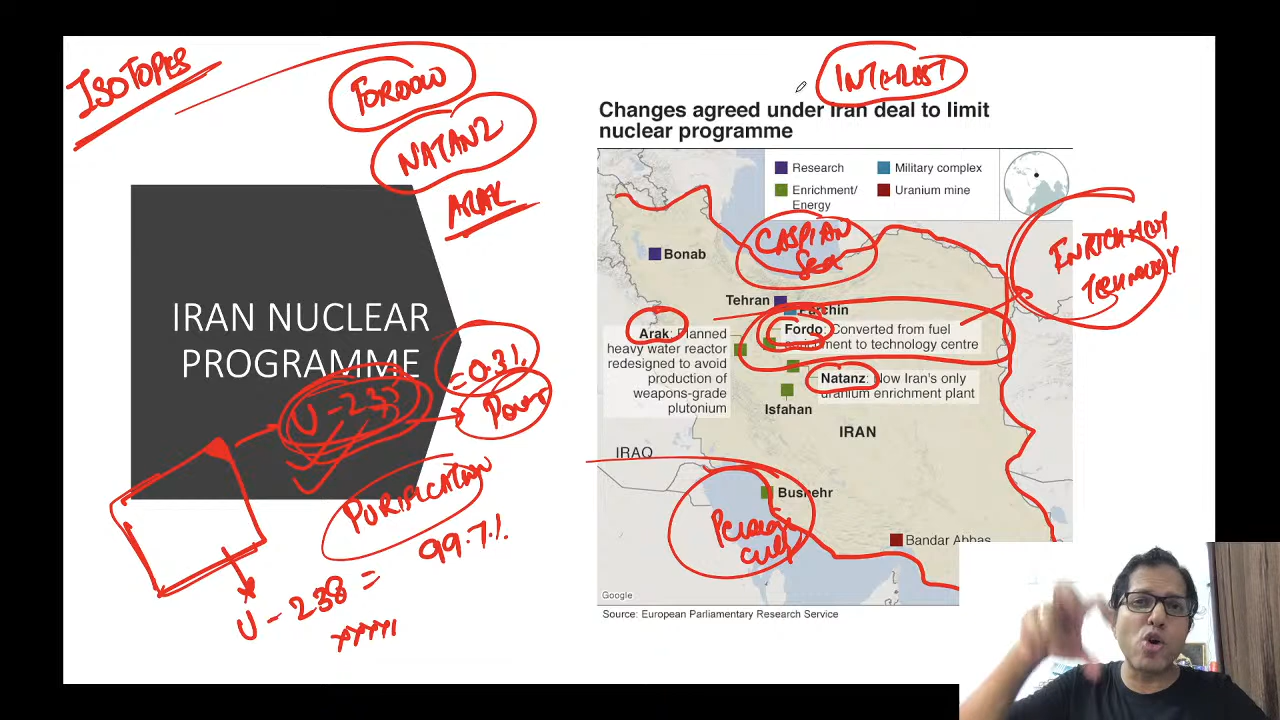 ISOTOPES
FORDOW
NATANZ
ARAK
IRAN NUCLEAR
PROGRAMME
= 0.3%
U-235
Power
PURIFICATION
99.7%
U-238 =
INTEREST
Changes agreed under Iran deal to limit
nuclear programme
Research
Military complex
Enrichment/
Energy
Uranium mine
CASPIAN
Sea
ENRICHMENT
TECHNOLOGY
Bonab
Tehran
Parchin
Fordo: Converted from fuel
enrichment to technology centre
Arak: Planned
heavy water reactor
redesigned to avoid
production of
weapons-grade
plutonium
Natanz: Now Iran's only
uranium enrichment plant
Isfahan
IRAN
IRAQ
Bushehr
Persian
Gulf
Bandar Abbas
Google
Source: European Parliamentary Research Service